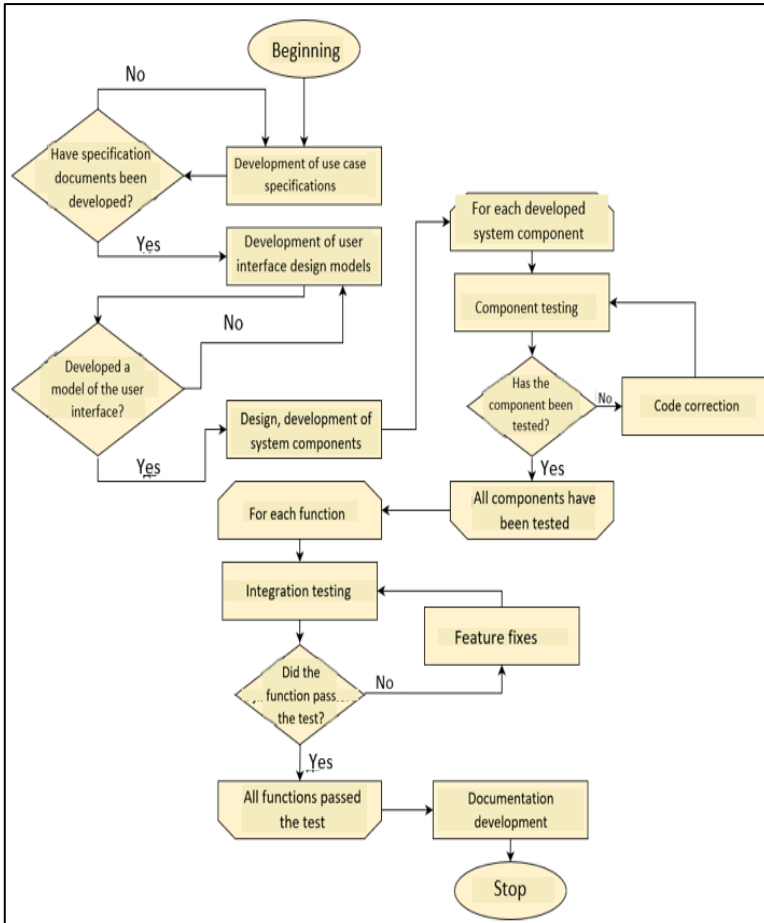 Beginning
No
Have specification
documents been
developed?
Development of use case
specifications
Yes
Development of user
interface design models
No
Developed a
model of the user
interface?
Yes
Design, development of
system components
For each developed
system component
Component testing
Has the
component been
tested?
No
Code correction
Yes
All components have
been tested
For each function
Integration testing
Feature fixes
Did the
function pass
the test?
No
Yes
All functions passed
the test
Documentation
development
Stop